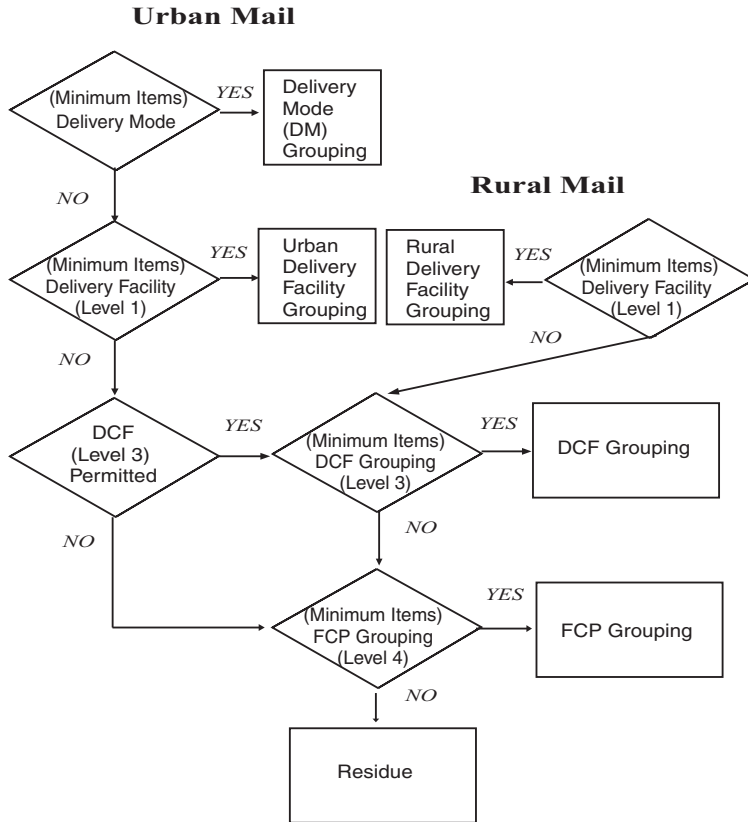 Urban Mail
(Minimum Items)
Delivery Mode
YES
Delivery
Mode
(DM)
Grouping
NO
Rural Mail
(Minimum Items)
Delivery Facility
(Level 1)
YES
Urban
Delivery
Facility
Grouping
Rural
Delivery
Facility
Grouping
YES
(Minimum Items)
Delivery Facility
(Level 1)
NO
NO
DCF
(Level 3)
Permitted
YES
(Minimum Items)
DCF Grouping
(Level 3)
YES
DCF Grouping
NO
NO
(Minimum Items)
FCP Grouping
(Level 4)
YES
FCP Grouping
NO
Residue